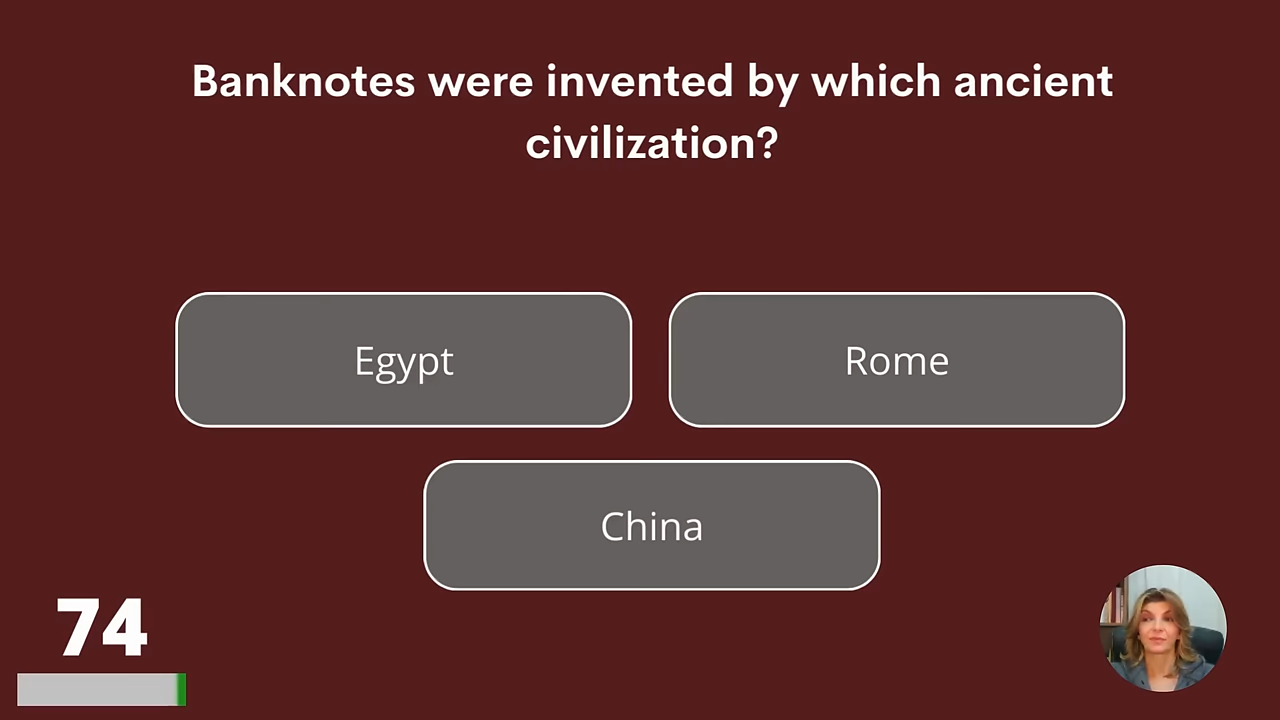 Banknotes were invented by which ancient
civilization?
Egypt
Rome
China
74